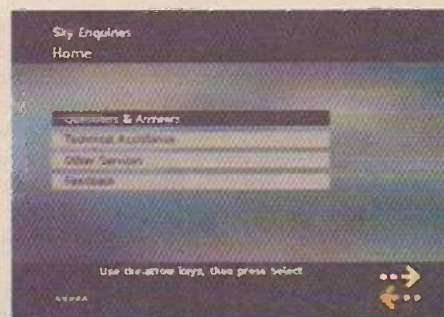 Sky Enquiries
Home
Questions & Answers
Technical Assistance
Other Services
Feedback
Use the arrow keys, then press Select